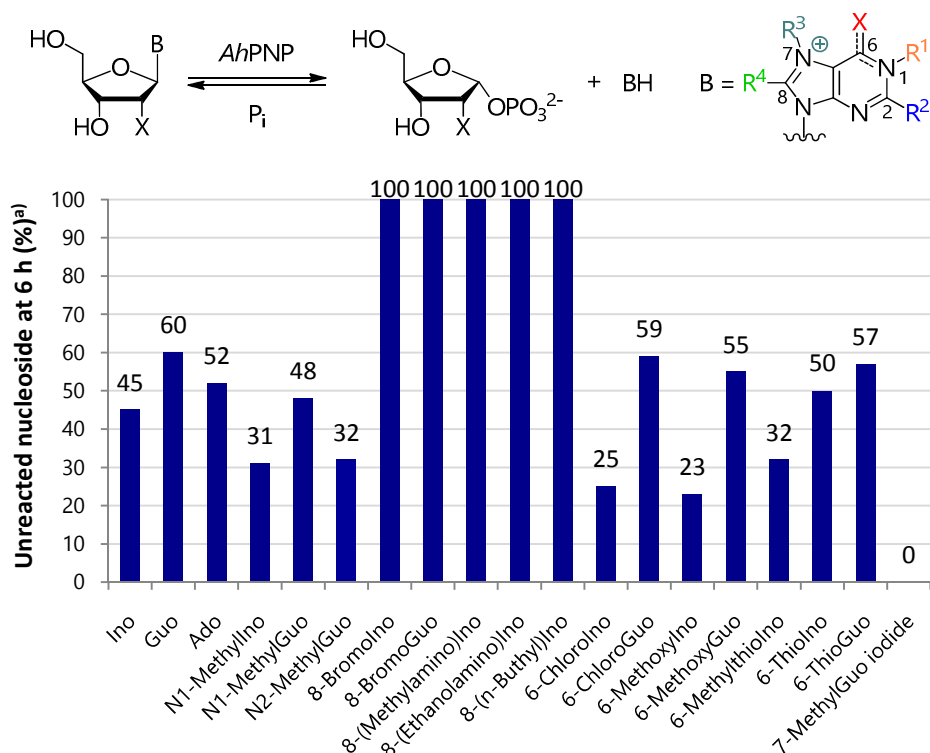 HO B O HO X
AhPNP
Pi
HO O HO X OPO₃²⁻
+ BH
B = R⁴ 8 N R³ 7 N ⊕ X 6 R¹ N 1 2 R² N
Unreacted nucleoside at 6 h (%)ᵃ⁾
100
90
80
70
60
50
40
30
20
10
0
45 60 52 31 48 32 100 100 100 100 100 25 59 23 55 32 50 57 0
Ino
Guo
Ado
N1-MethylIno
N1-MethylGuo
N2-MethylGuo
8-BromoIno
8-BromoGuo
8-(Methylamino)Ino
8-(Ethanolamino)Ino
8-(n-Buthyl)Ino
6-ChloroIno
6-ChloroGuo
6-MethoxyIno
6-MethoxyGuo
6-MethylthioIno
6-ThioIno
6-ThioGuo
7-MethylGuo iodide